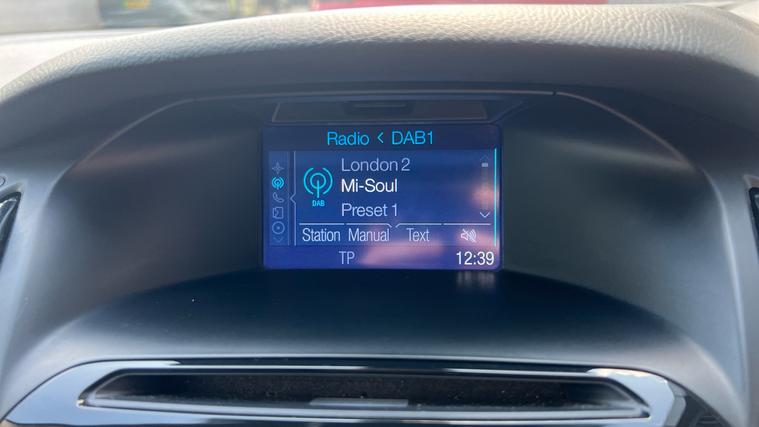 Radio < DAB1
London 2
Mi-Soul
DAB
Preset 1
Station Manual Text
TP 12:39